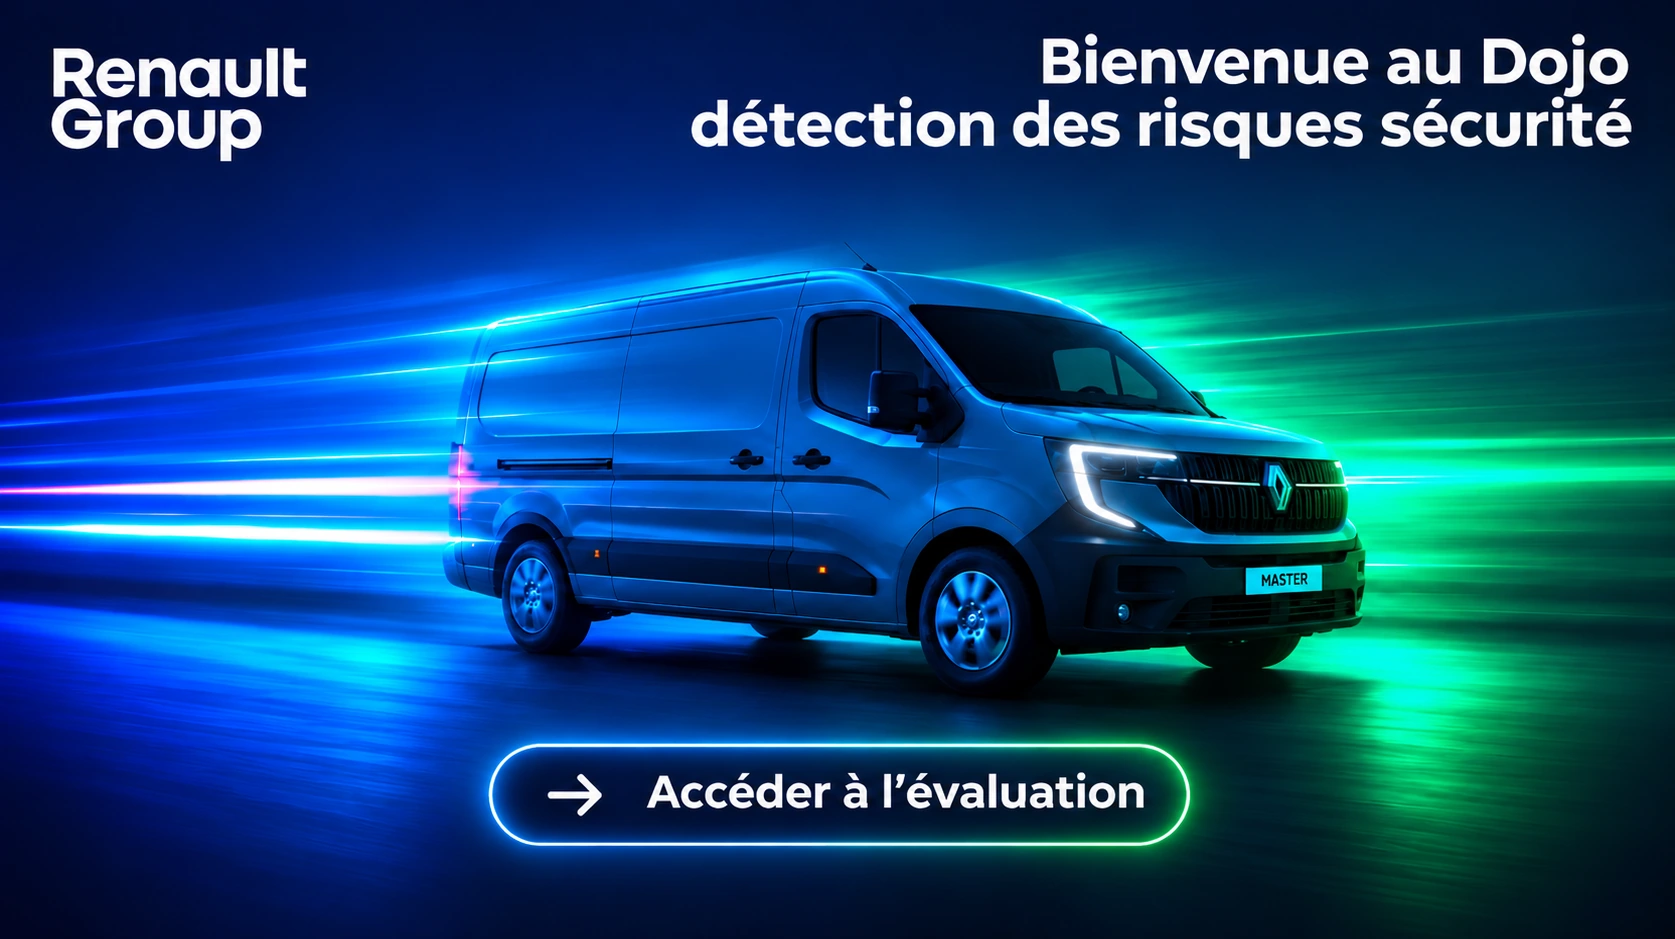 Renault
Group
Bienvenue au Dojo
détection des risques sécurité
MASTER
Accéder à l’évaluation